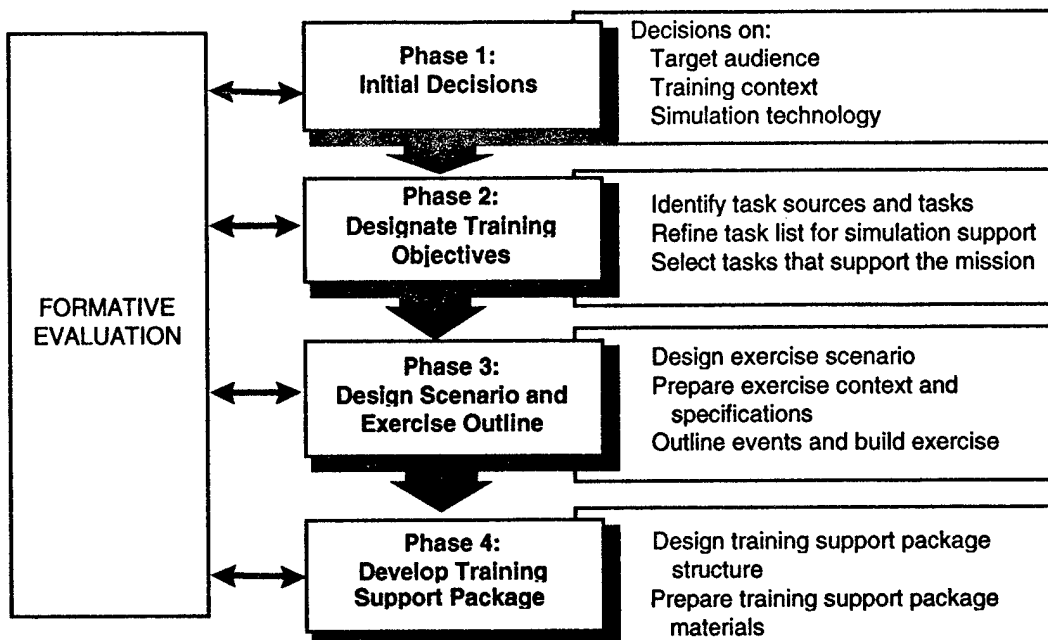 FORMATIVE
EVALUATION
Phase 1:
Initial Decisions
Decisions on:
Target audience
Training context
Simulation technology
Phase 2:
Designate Training
Objectives
Identify task sources and tasks
Refine task list for simulation support
Select tasks that support the mission
Phase 3:
Design Scenario and
Exercise Outline
Design exercise scenario
Prepare exercise context and
specifications
Outline events and build exercise
Phase 4:
Develop Training
Support Package
Design training support package
structure
Prepare training support package
materials